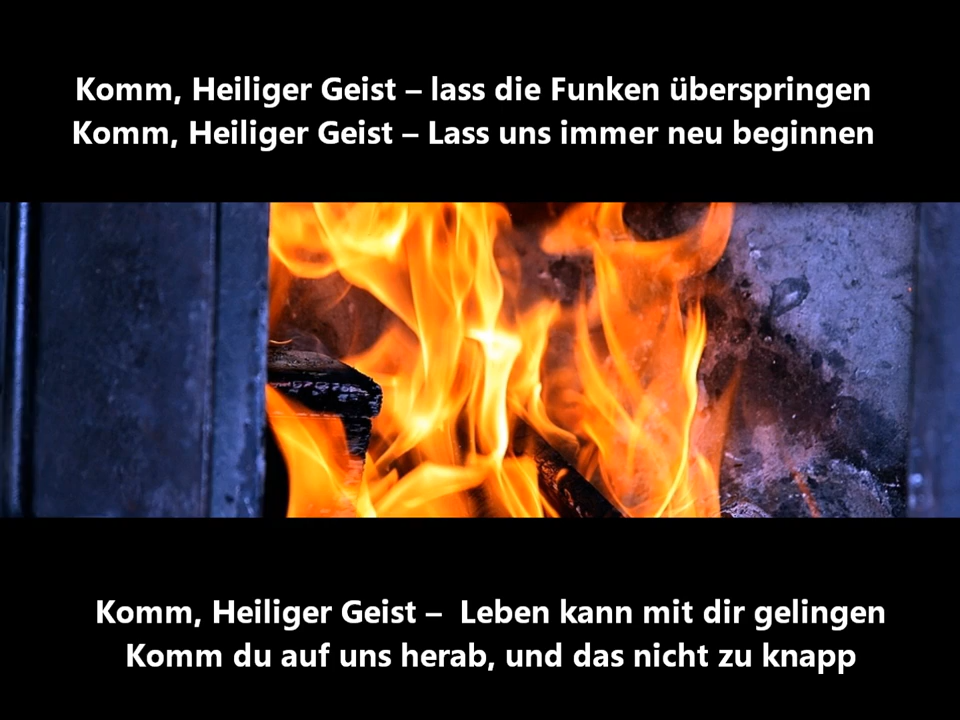 Komm, Heiliger Geist – lass die Funken überspringen
Komm, Heiliger Geist – Lass uns immer neu beginnen
Komm, Heiliger Geist –  Leben kann mit dir gelingen
Komm du auf uns herab, und das nicht zu knapp